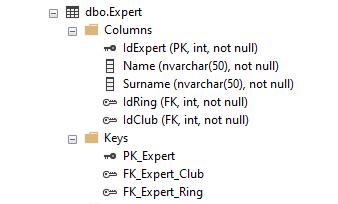 dbo.Expert
Columns
IdExpert (PK, int, not null)
Name (nvarchar(50), not null)
Surname (nvarchar(50), not null)
IdRing (FK, int, not null)
IdClub (FK, int, not null)
Keys
PK_Expert
FK_Expert_Club
FK_Expert_Ring